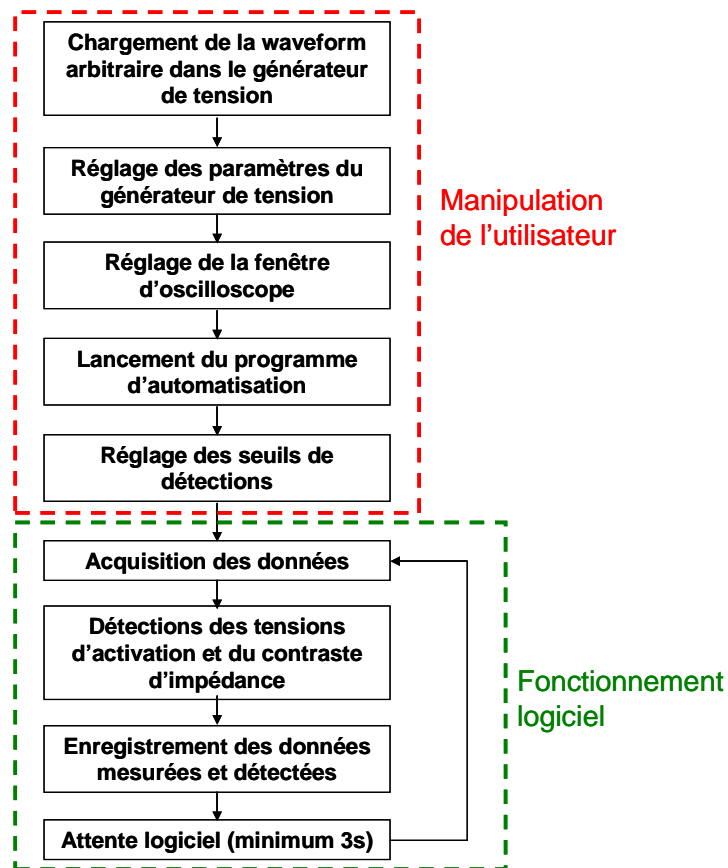 Chargement de la waveform
arbitraire dans le générateur
de tension
Réglage des paramètres du
générateur de tension
Manipulation
de l'utilisateur
Réglage de la fenêtre
d'oscilloscope
Lancement du programme
d'automatisation
Réglage des seuils de
détections
Acquisition des données
Détections des tensions
d'activation et du contraste
d'impédance
Fonctionnement
logiciel
Enregistrement des données
mesurées et détectées
Attente logiciel (minimum 3s)